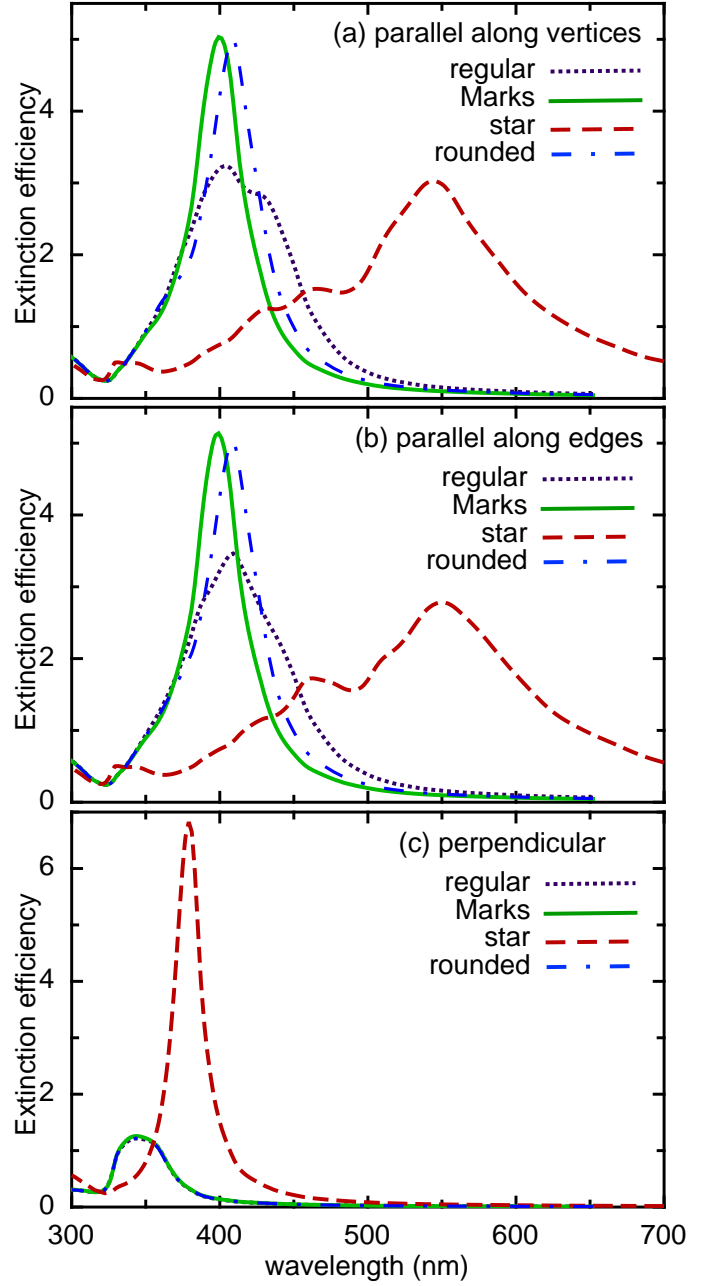 (a) parallel along vertices
regular
Marks
star
rounded
4
2
0
Extinction efficiency
(b) parallel along edges
regular
Marks
star
rounded
4
2
0
Extinction efficiency
(c) perpendicular
regular
Marks
star
rounded
6
4
2
0
Extinction efficiency
300 400 500 600 700
wavelength (nm)